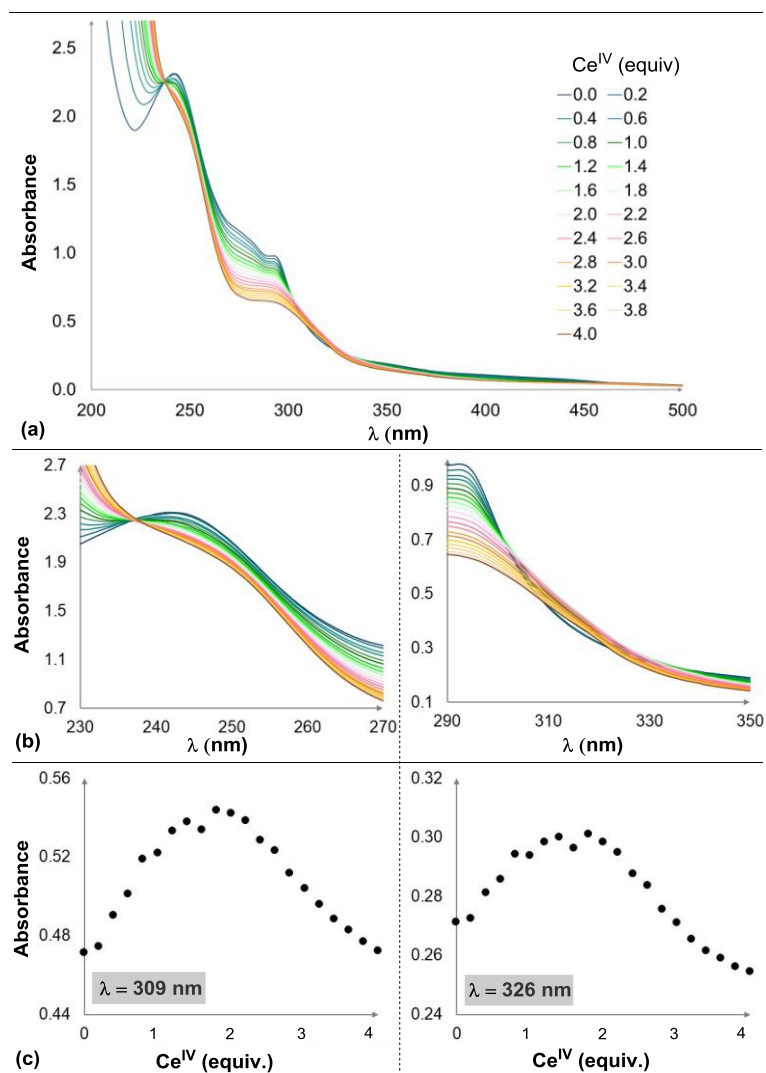 2.5
2.0
1.5
1.0
0.5
0.0
Absorbance
200 250 300 350 400 450 500
λ (nm)
(a)
Ce^IV (equiv)
0.0 0.2
0.4 0.6
0.8 1.0
1.2 1.4
1.6 1.8
2.0 2.2
2.4 2.6
2.8 3.0
3.2 3.4
3.6 3.8
4.0
2.7
2.3
1.9
1.5
1.1
0.7
Absorbance
230 240 250 260 270
λ (nm)
(b)
0.9
0.7
0.5
0.3
0.1
290 310 330 350
λ (nm)
0.56
0.52
0.48
0.44
Absorbance
λ = 309 nm
0 1 2 3 4
Ce^IV (equiv.)
(c)
0.32
0.30
0.28
0.26
0.24
λ = 326 nm
0 1 2 3 4
Ce^IV (equiv.)